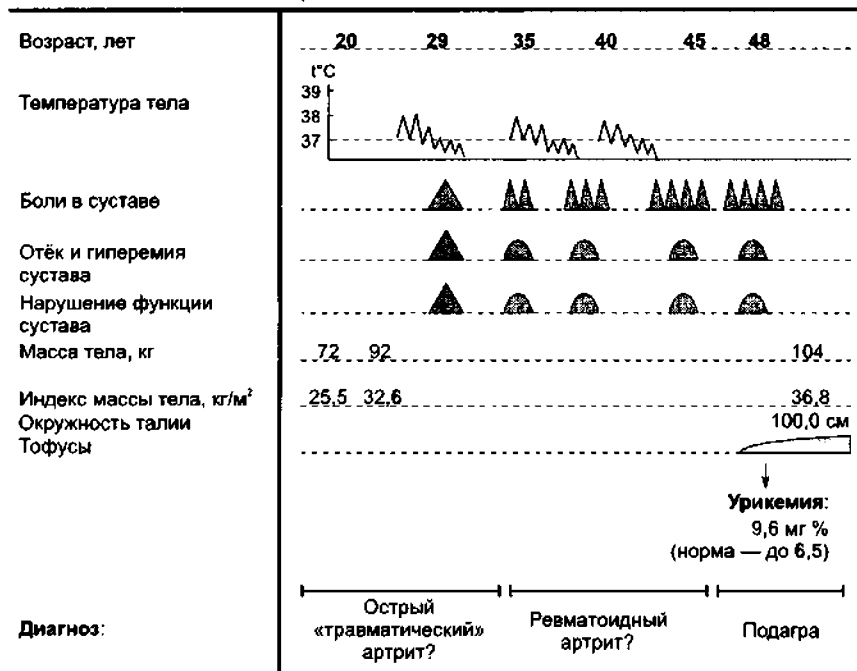 Возраст, лет 20 29 35 40 45 48
t°C
39
Температура тела 38
37
Боли в суставе
Отёк и гиперемия
сустава
Нарушение функции
сустава
Масса тела, кг 72 92 104
Индекс массы тела, кг/м² 25,5 32,6 36,8
Окружность талии 100,0 см
Тофусы
Урикемия:
9,6 мг %
(норма — до 6,5)
Диагноз:
Острый
«травматический»
артрит?
Ревматоидный
артрит?
Подагра